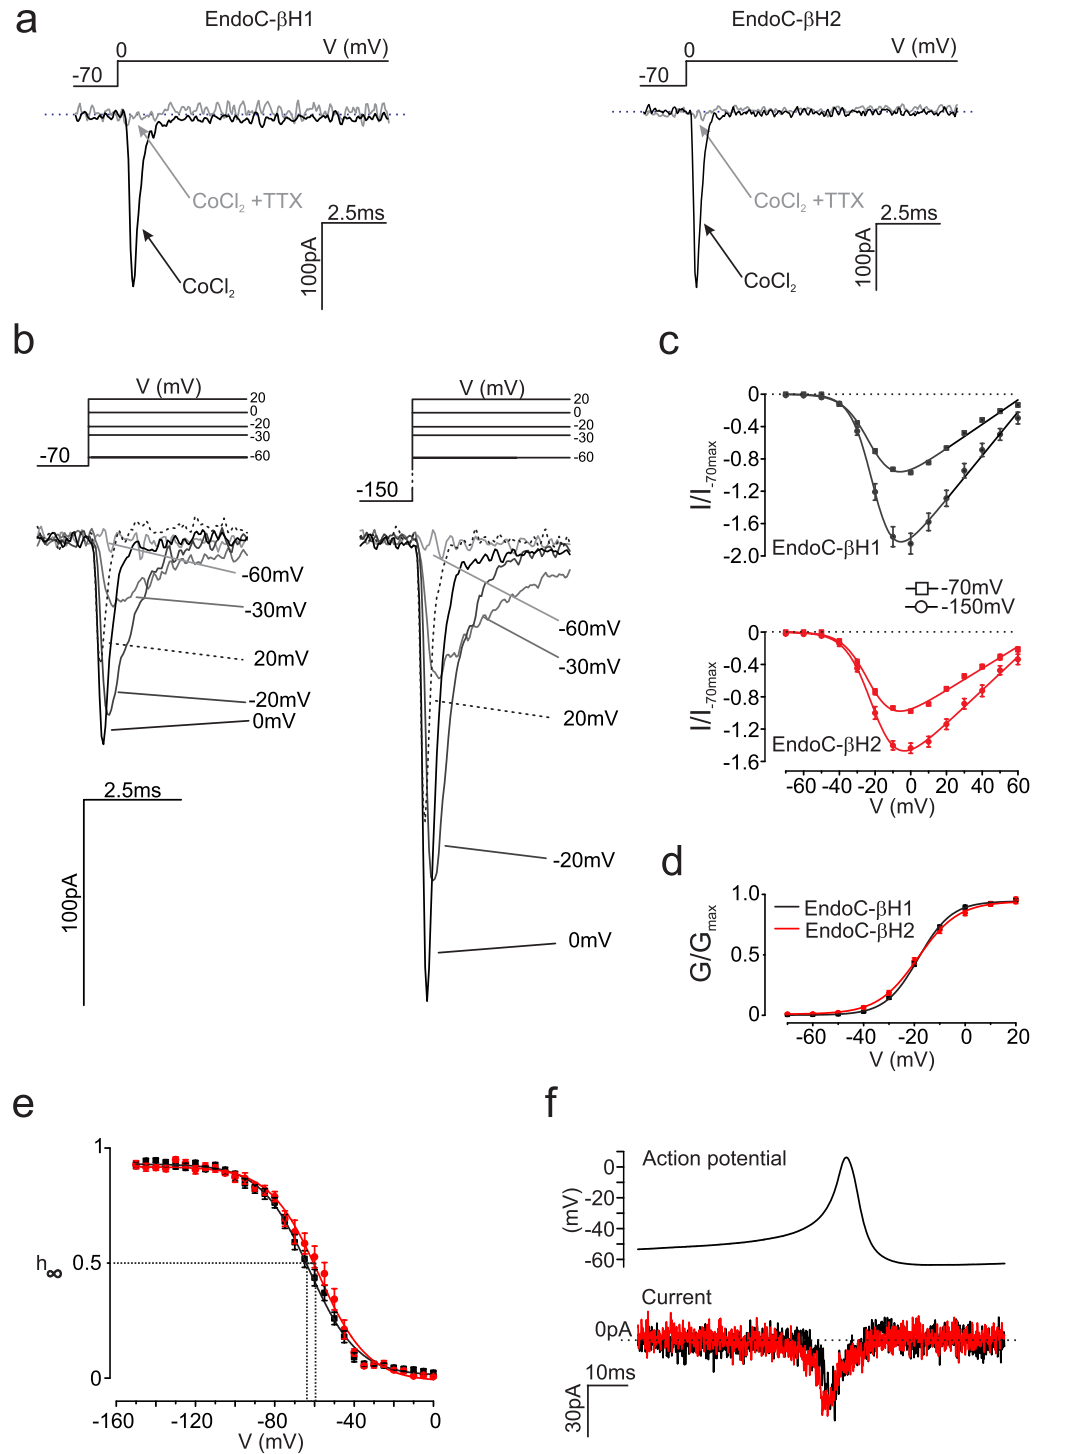 a
EndoC-βH1
EndoC-βH2
0
V (mV)
-70
0
V (mV)
-70
CoCl2 +TTX
CoCl2 +TTX
2.5ms
100pA
2.5ms
100pA
CoCl2
CoCl2
b
c
V (mV)
20
0
-20
-30
-60
-70
V (mV)
20
0
-20
-30
-60
-150
-60mV
-30mV
20mV
-20mV
0mV
2.5ms
100pA
-60mV
-30mV
20mV
-20mV
0mV
0
-0.4
-0.8
-1.2
-1.6
-2.0
I/I-70max
EndoC-βH1
-70mV
-150mV
0
-0.4
-0.8
-1.2
-1.6
I/I-70max
EndoC-βH2
-60 -40 -20 0 20 40 60
V (mV)
d
1.0
0.5
0
G/Gmax
EndoC-βH1
EndoC-βH2
-60 -40 -20 0 20
V (mV)
e
1
0.5
0
h∞
-160 -120 -80 -40 0
V (mV)
f
0
-20
-40
-60
(mV)
Action potential
Current
0pA
10ms
30pA